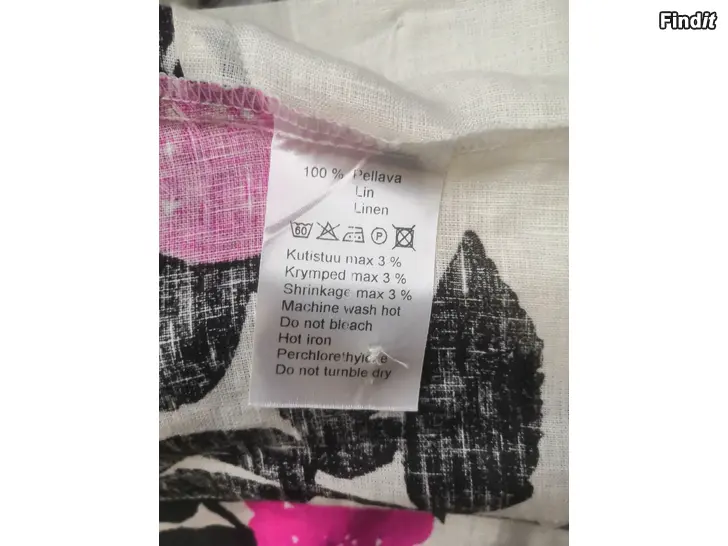 Findit
100 % Pellava
Lin
Linen
60 P
Kutistuu max 3 %
Krymped max 3 %
Shrinkage max 3 %
Machine wash hot
Do not bleach
Hot iron
Perchlorethylene
Do not tumble dry